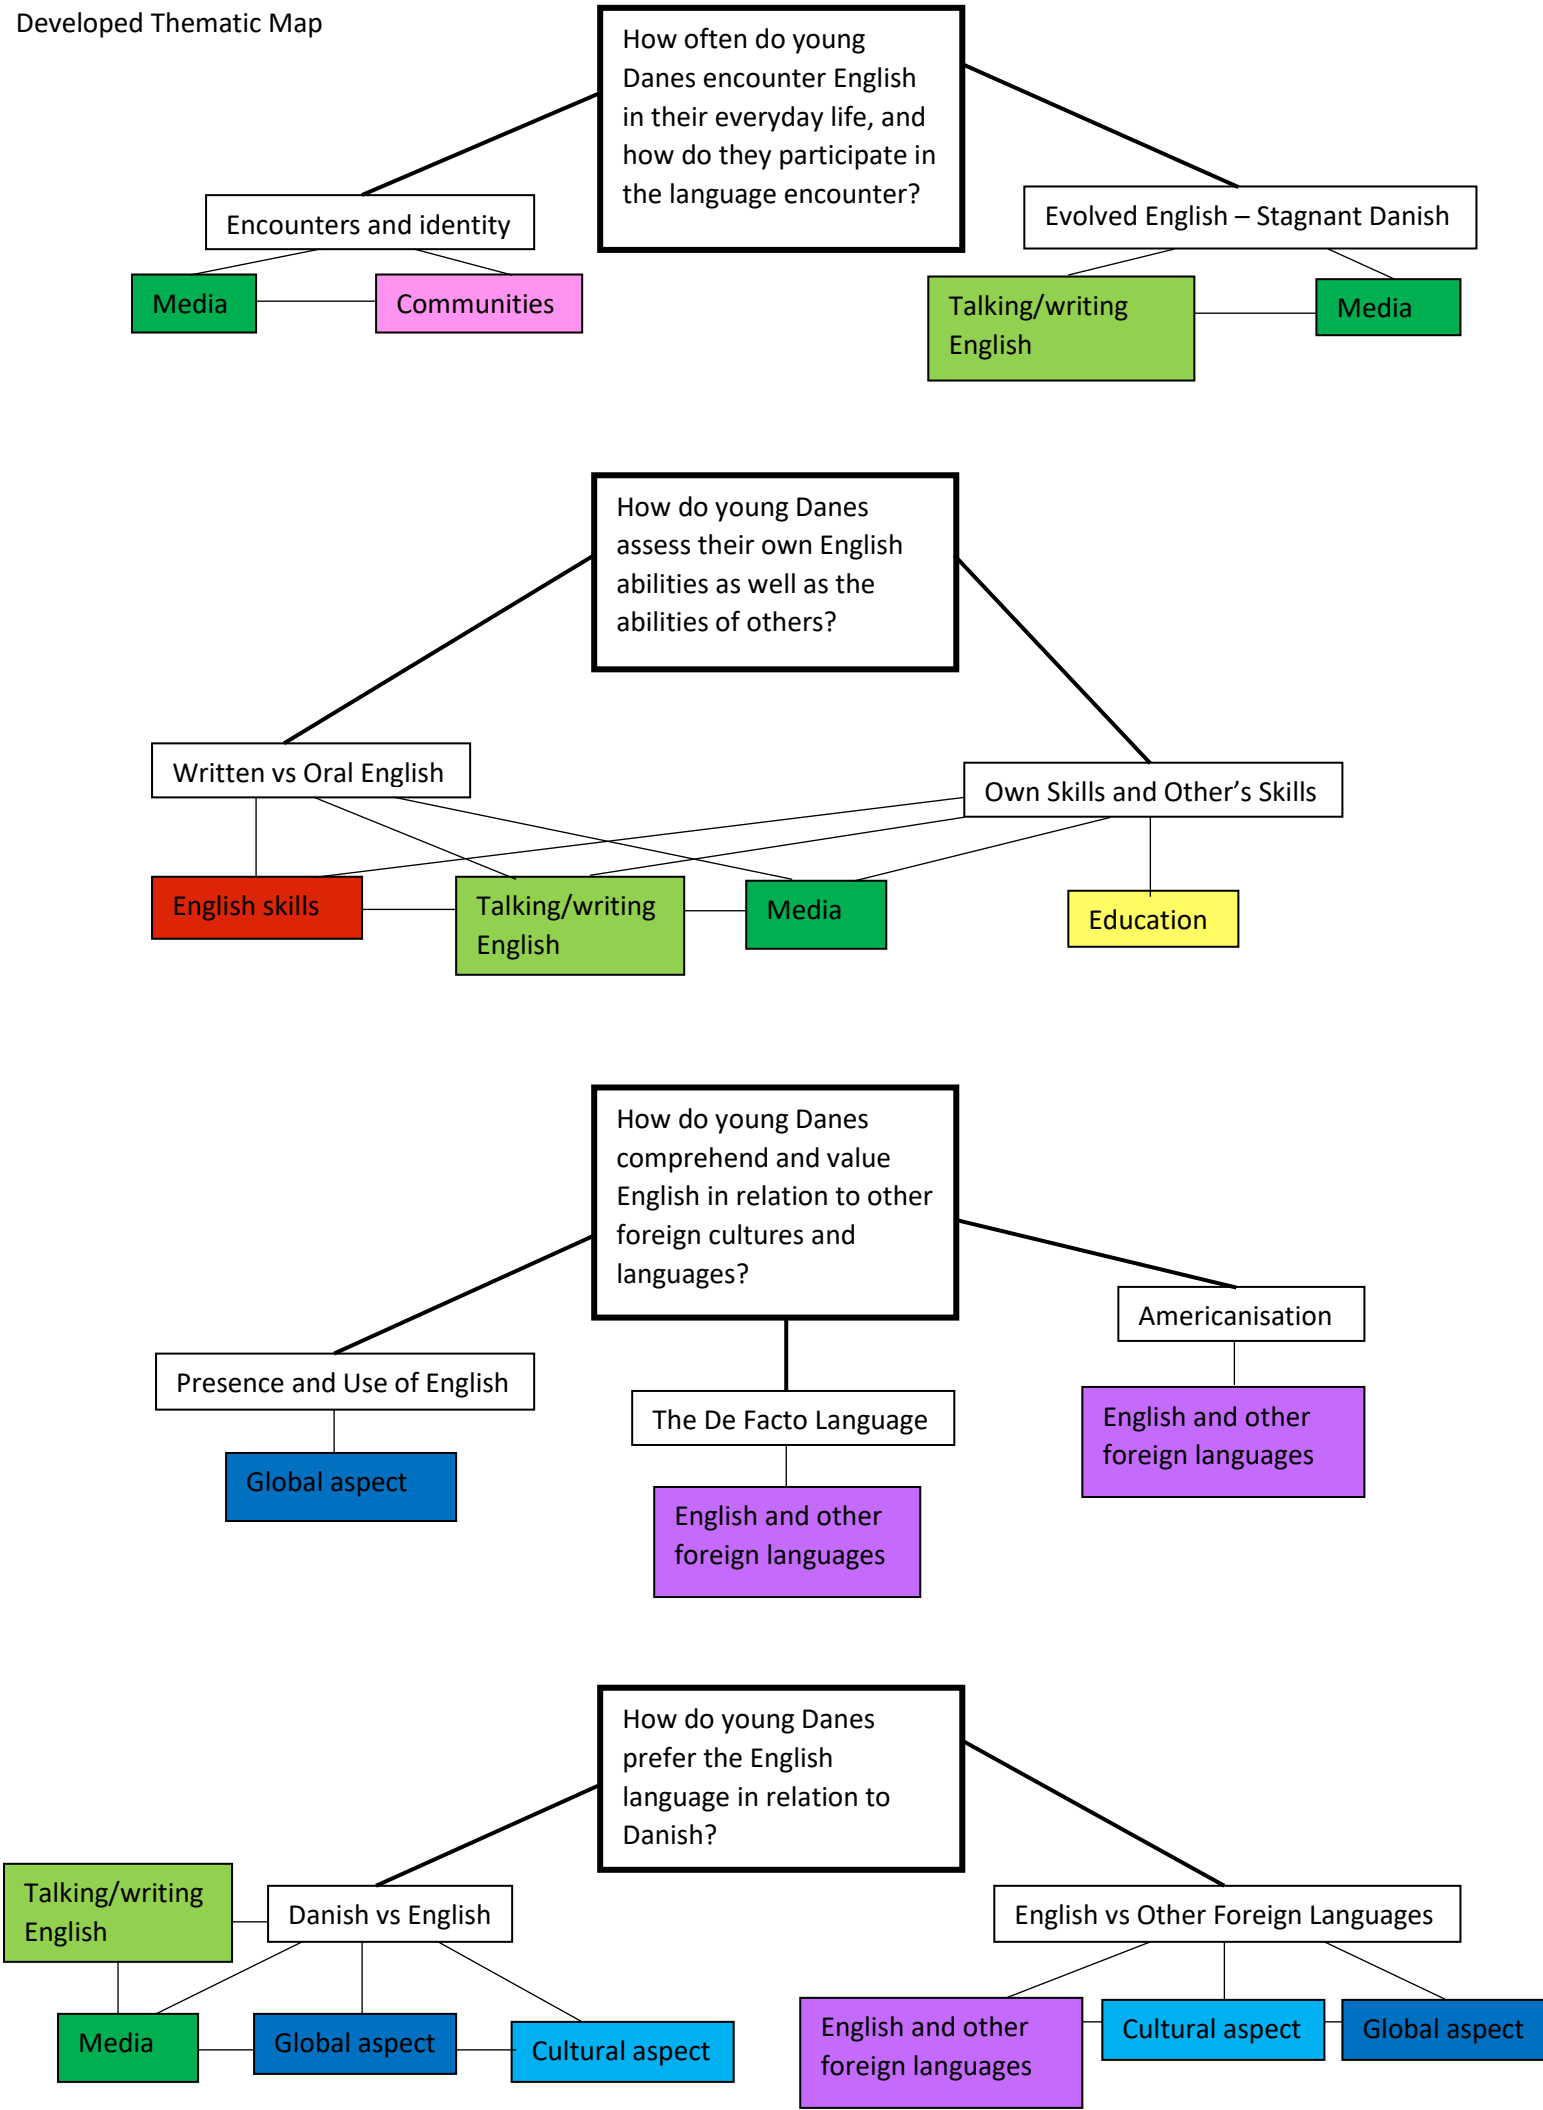 Developed Thematic Map
How often do young
Danes encounter English
in their everyday life, and
how do they participate in
the language encounter?
Encounters and identity
Evolved English – Stagnant Danish
Media
Communities
Talking/writing
English
Media
How do young Danes
assess their own English
abilities as well as the
abilities of others?
Written vs Oral English
Own Skills and Other’s Skills
English skills
Talking/writing
English
Media
Education
How do young Danes
comprehend and value
English in relation to other
foreign cultures and
languages?
Americanisation
Presence and Use of English
The De Facto Language
English and other
foreign languages
Global aspect
English and other
foreign languages
How do young Danes
prefer the English
language in relation to
Danish?
Talking/writing
English
Danish vs English
English vs Other Foreign Languages
Media
Global aspect
Cultural aspect
English and other
foreign languages
Cultural aspect
Global aspect